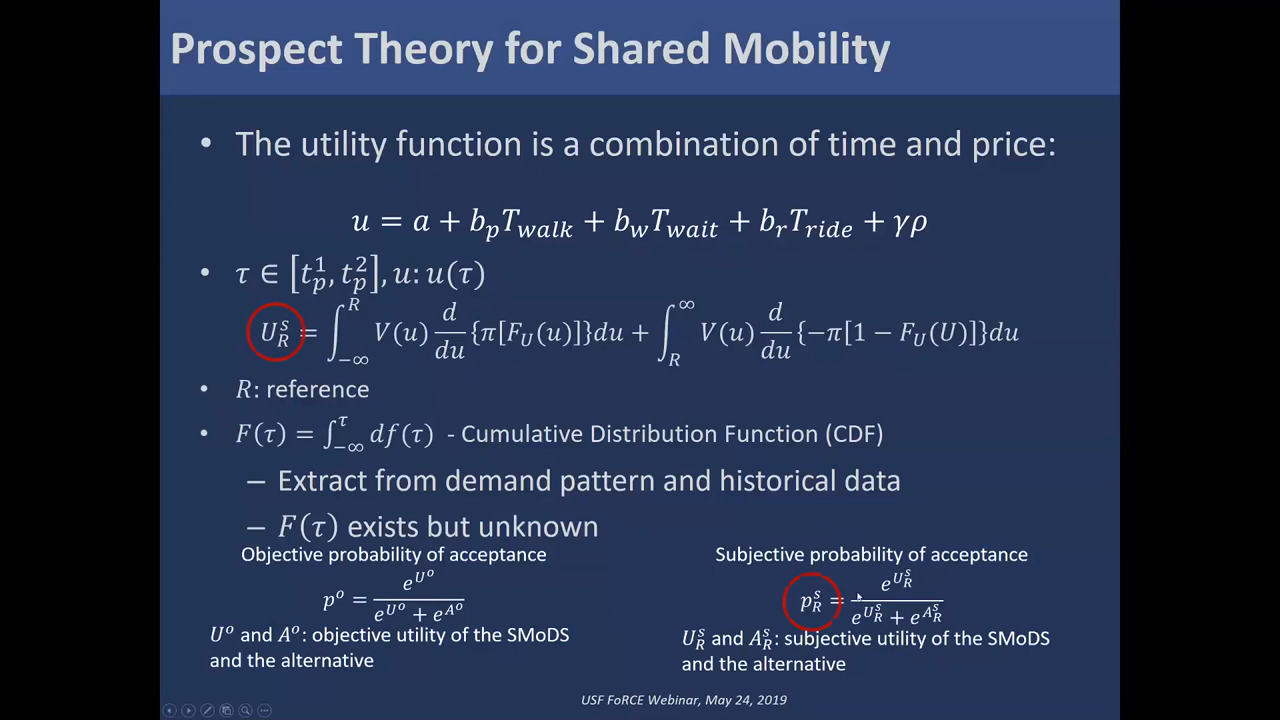 Prospect Theory for Shared Mobility
• The utility function is a combination of time and price:
u = a + b_p T_walk + b_w T_wait + b_r T_ride + γρ
• τ ∈ [t_p^1, t_p^2], u: u(τ)
U_R^s = ∫_{−∞}^{R} V(u) d/du {π[F_U(u)]}du + ∫_{R}^{∞} V(u) d/du {−π[1 − F_U(U)]}du
• R: reference
• F(τ) = ∫_{−∞}^{τ} df(τ) - Cumulative Distribution Function (CDF)
– Extract from demand pattern and historical data
– F(τ) exists but unknown
Objective probability of acceptance
p^o = e^{U^o} / (e^{U^o} + e^{A^o})
U^o and A^o: objective utility of the SMoDS
and the alternative
Subjective probability of acceptance
p_R^s = e^{U_R^s} / (e^{U_R^s} + e^{A_R^s})
U_R^s and A_R^s: subjective utility of the SMoDS
and the alternative
USF FoRCE Webinar, May 24, 2019